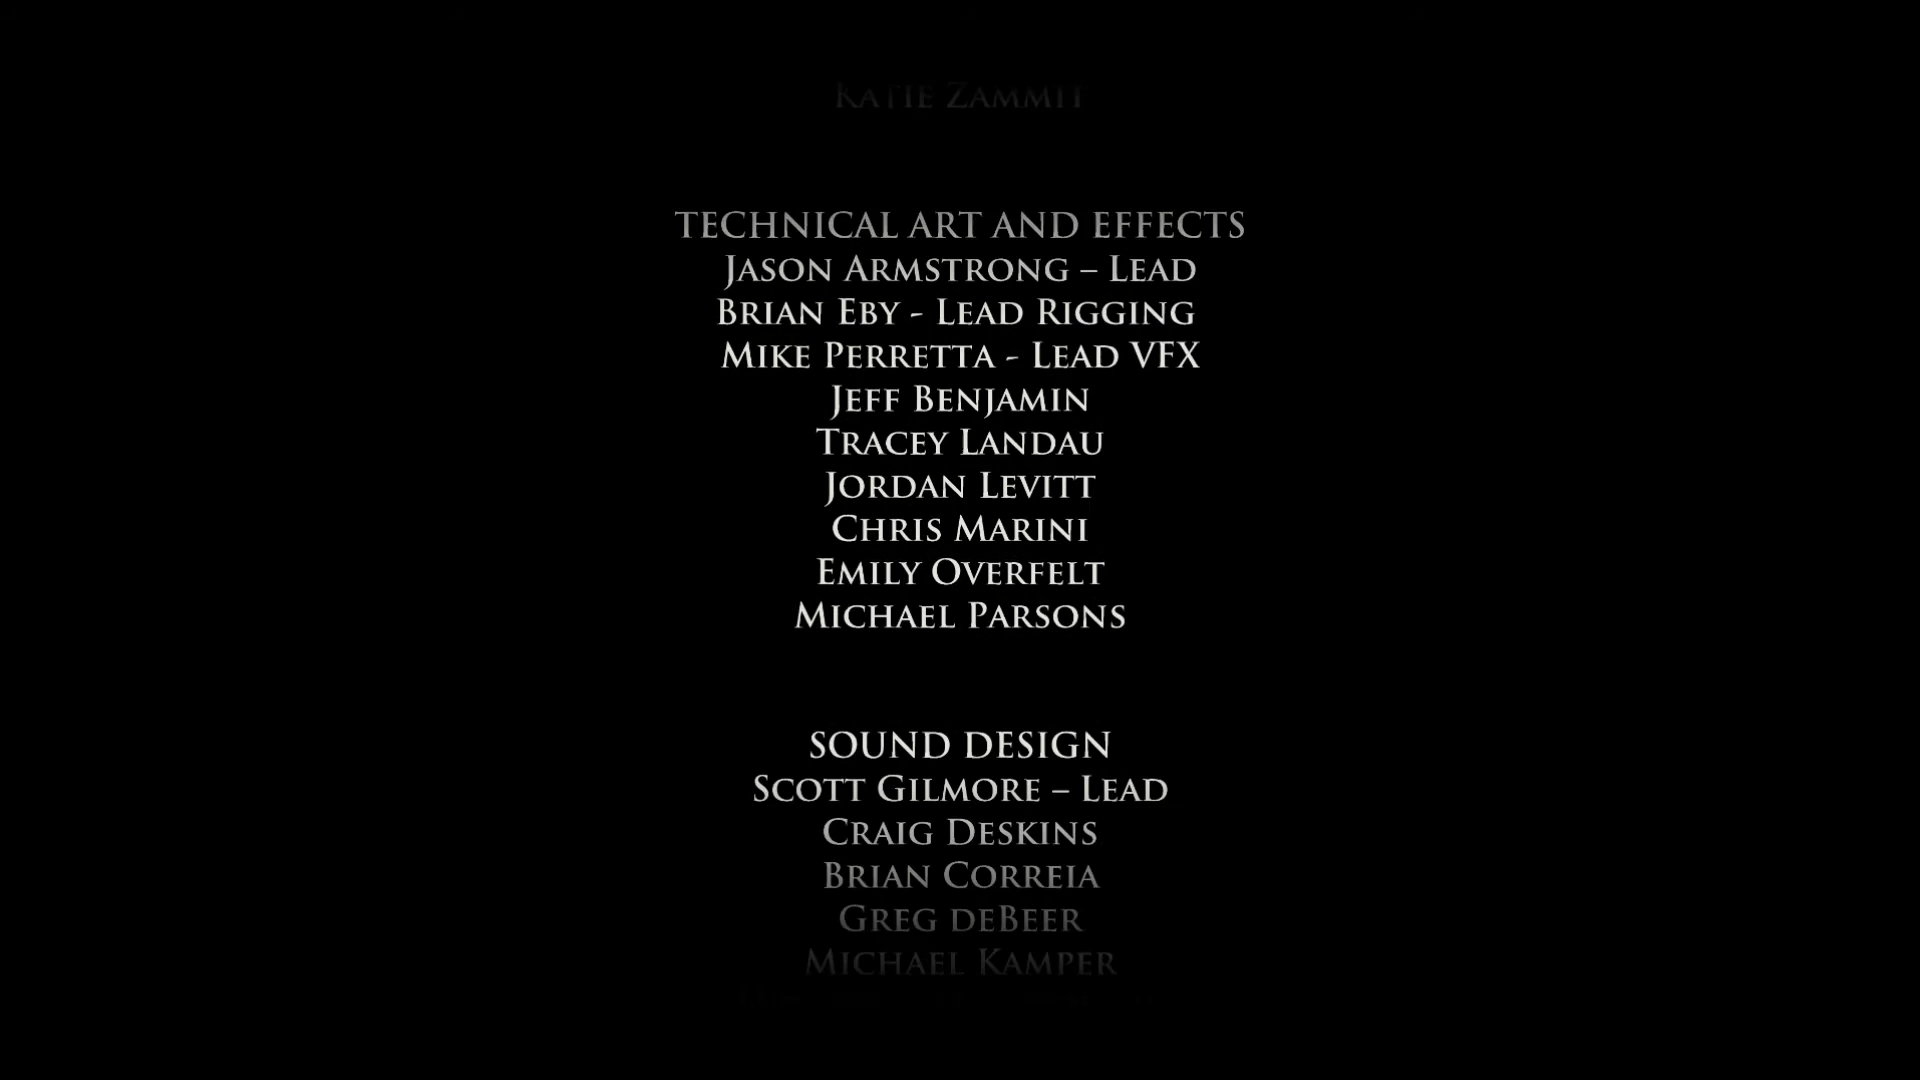 Katie Zammit
TECHNICAL ART AND EFFECTS
Jason Armstrong – Lead
Brian Eby - Lead Rigging
Mike Perretta - Lead VFX
Jeff Benjamin
Tracey Landau
Jordan Levitt
Chris Marini
Emily Overfelt
Michael Parsons
SOUND DESIGN
Scott Gilmore – Lead
Craig Deskins
Brian Correia
Greg deBeer
Michael Kamper